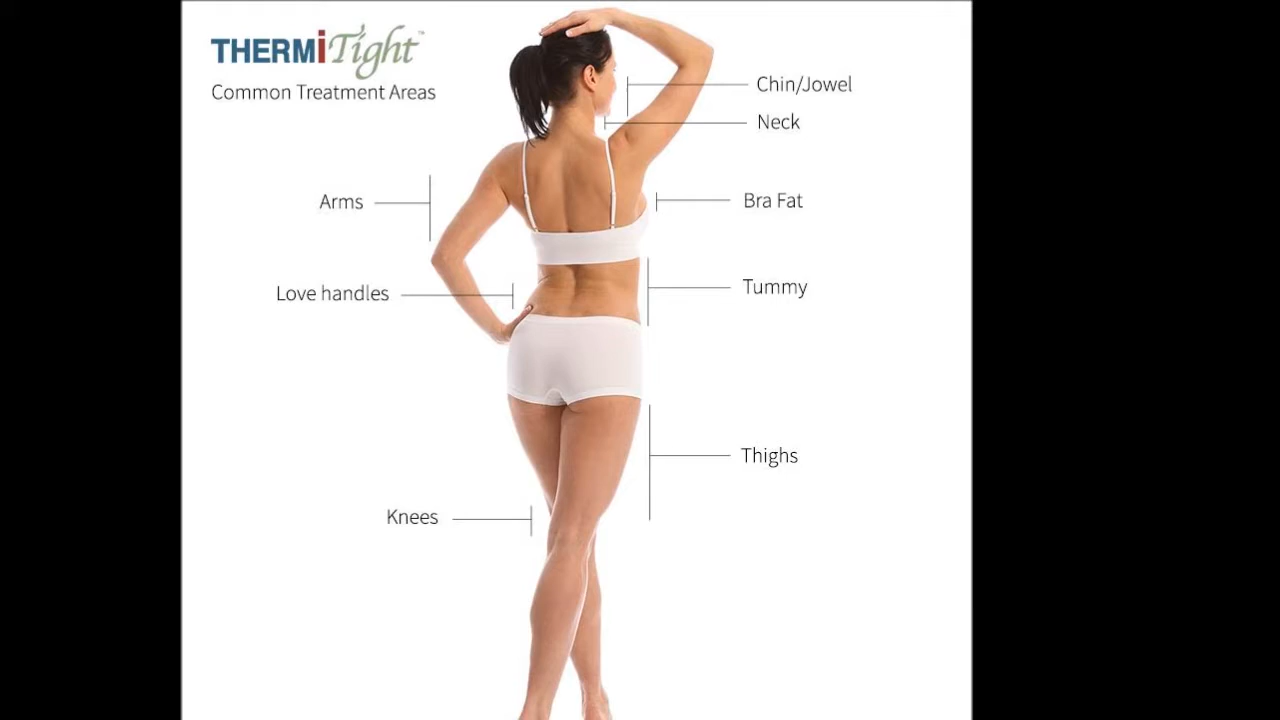 THERMiTight™
Common Treatment Areas
Chin/Jowel
Neck
Arms
Bra Fat
Love handles
Tummy
Thighs
Knees